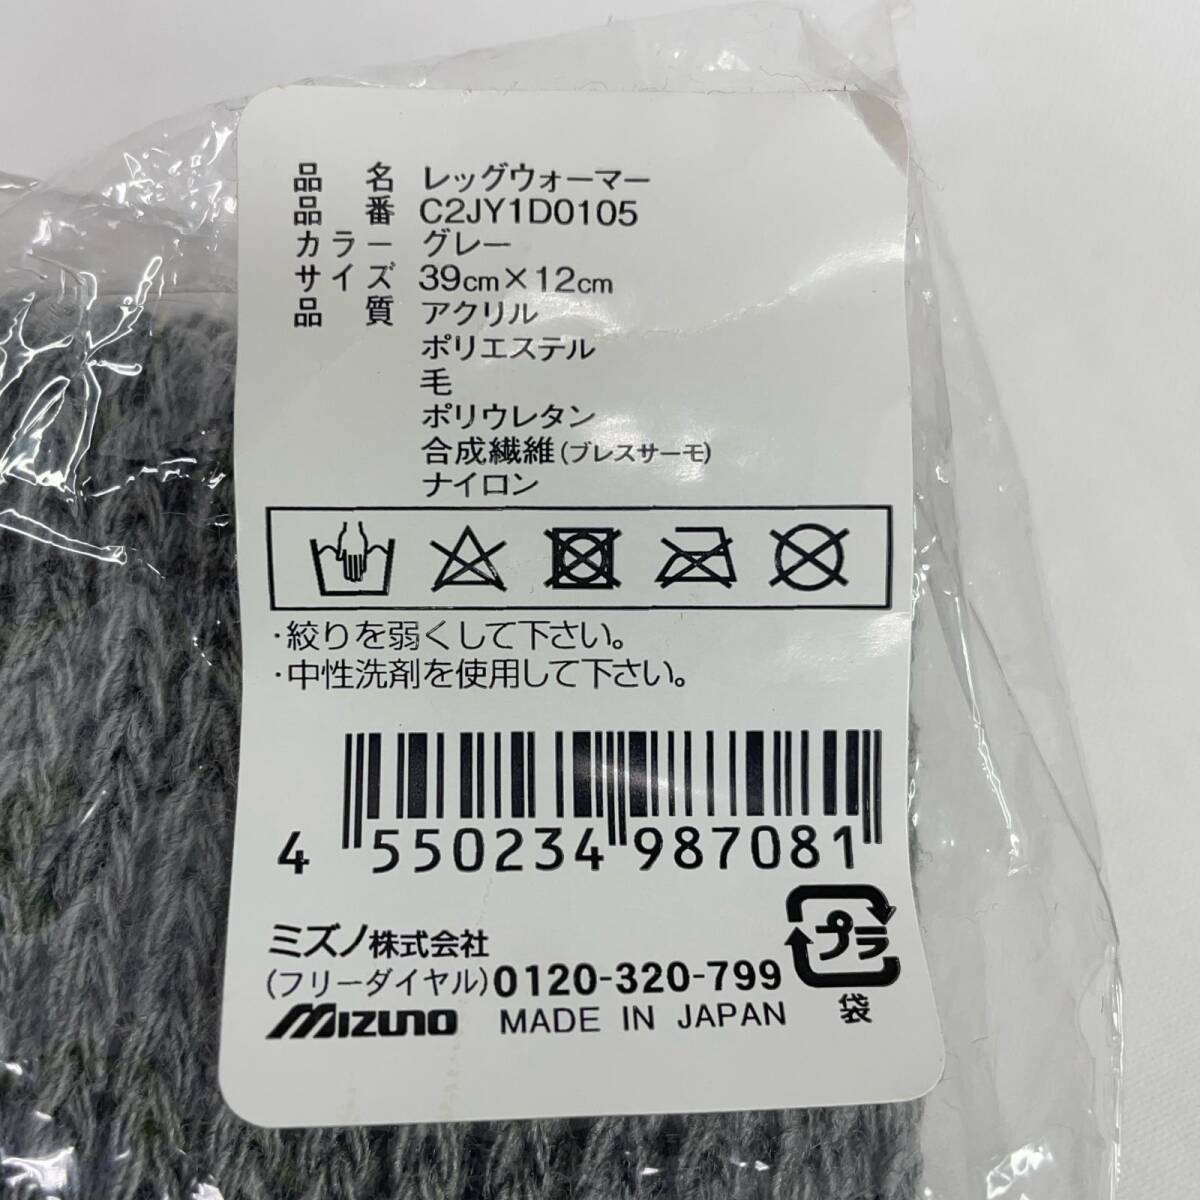 品名 レッグウォーマー
品番 C2JY1D0105
カラー グレー
サイズ 39cm×12cm
品質 アクリル
ポリエステル
毛
ポリウレタン
合成繊維(ブレスサーモ)
ナイロン
・絞りを弱くして下さい。
・中性洗剤を使用して下さい。
4 550234 987081
ミズノ株式会社
(フリーダイヤル)0120-320-799
MIZUNO MADE IN JAPAN
プラ
袋